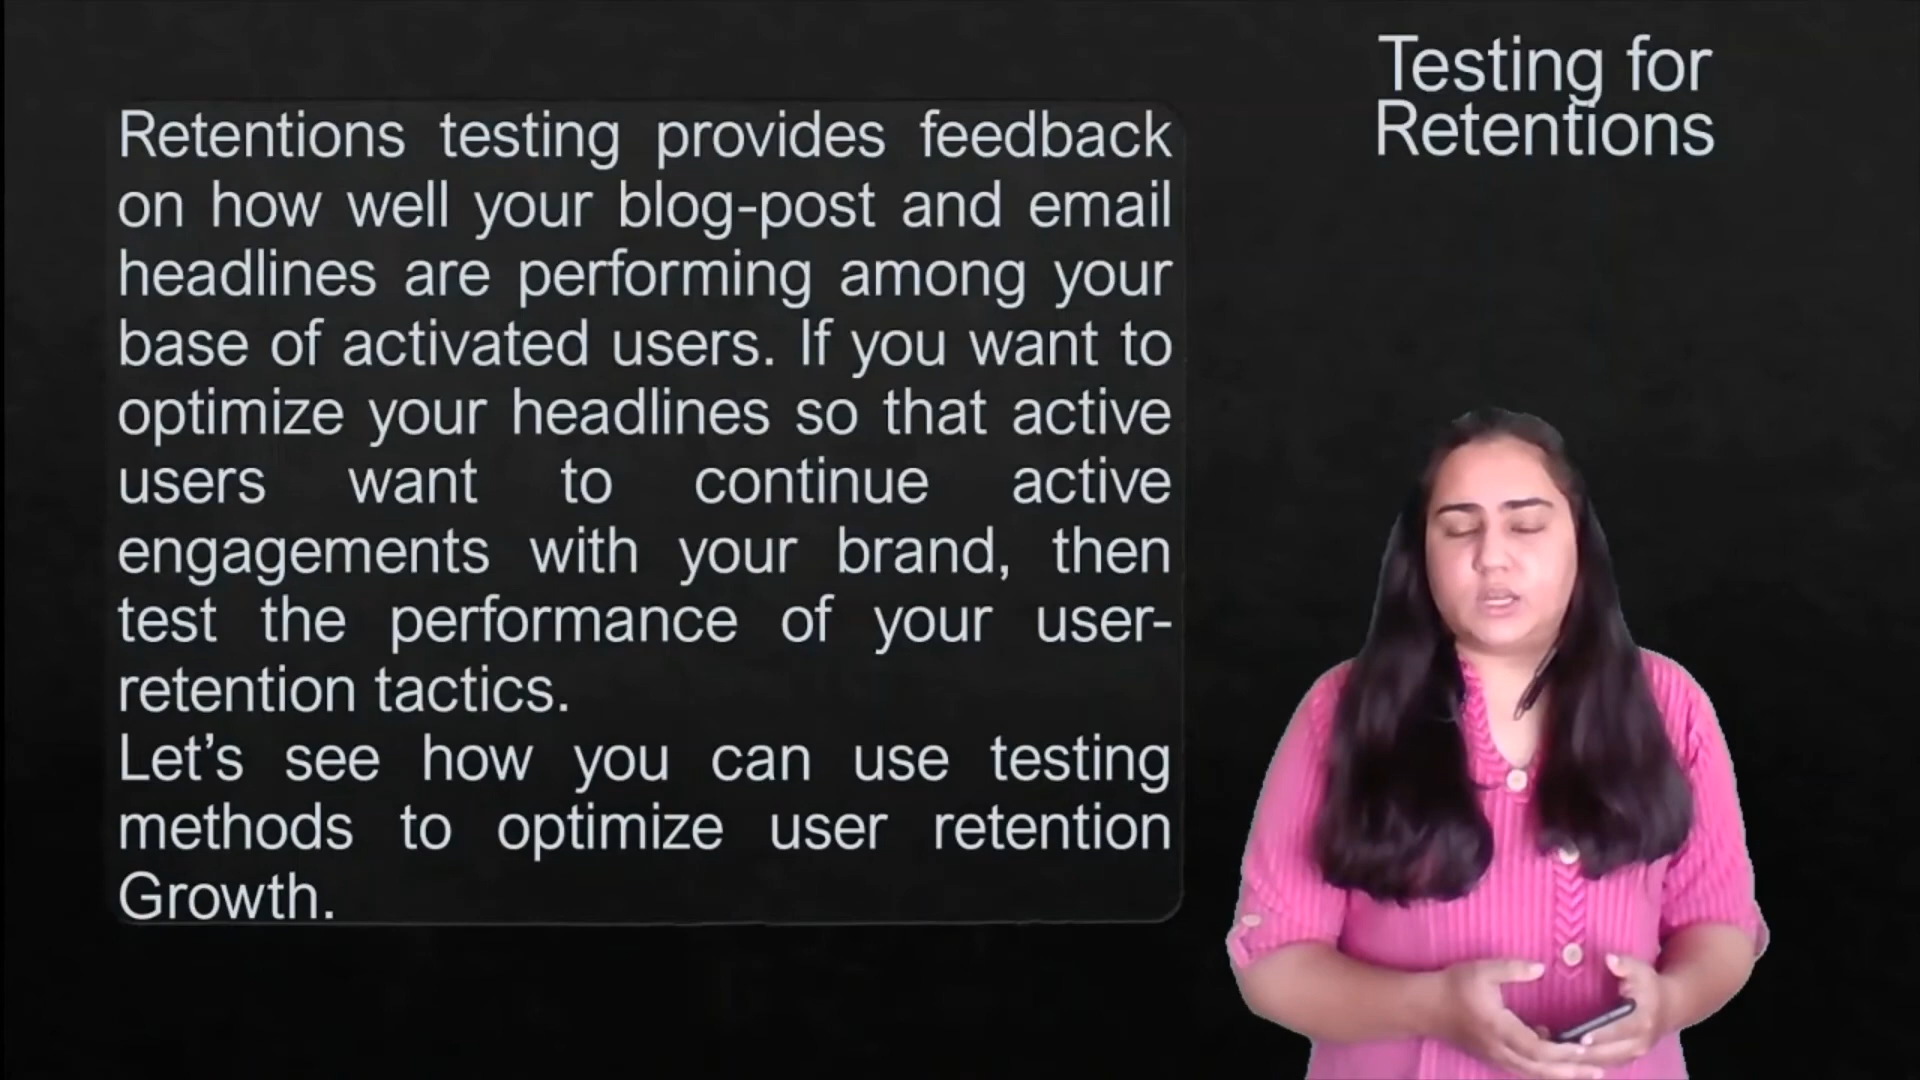 Testing for
Retentions
Retentions testing provides feedback
on how well your blog-post and email
headlines are performing among your
base of activated users. If you want to
optimize your headlines so that active
users want to continue active
engagements with your brand, then
test the performance of your user-
retention tactics.
Let’s see how you can use testing
methods to optimize user retention
Growth.